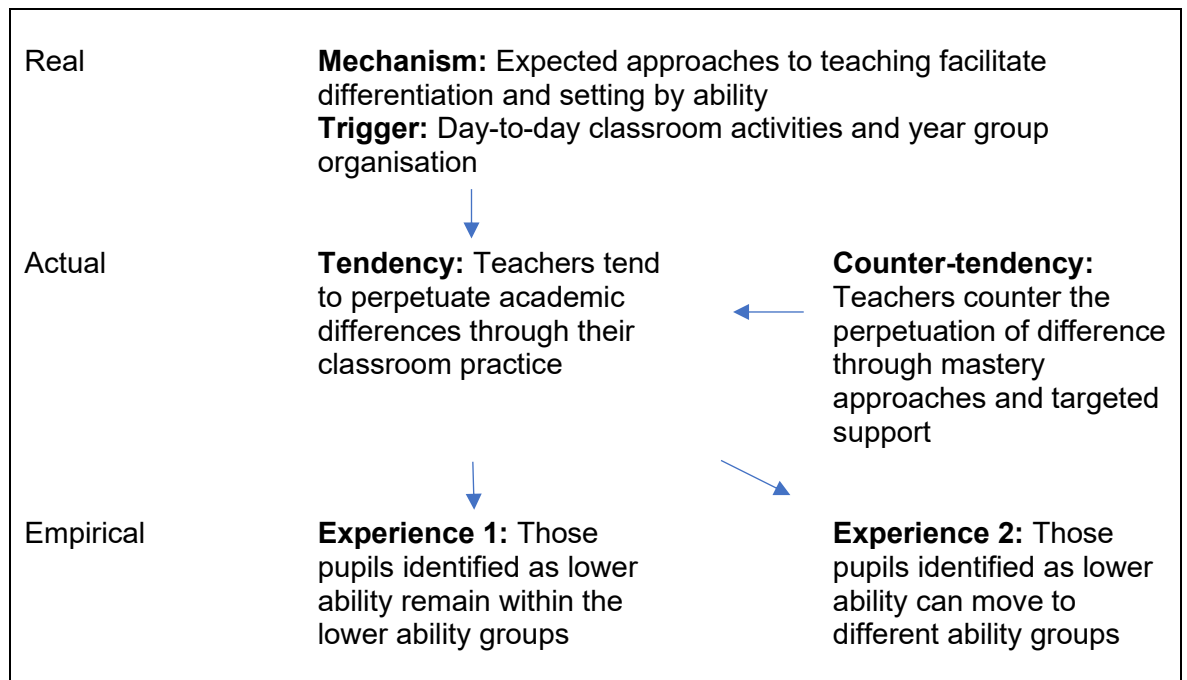 Real
Mechanism: Expected approaches to teaching facilitate
differentiation and setting by ability
Trigger: Day-to-day classroom activities and year group
organisation
Actual
Tendency: Teachers tend
to perpetuate academic
differences through their
classroom practice
Counter-tendency:
Teachers counter the
perpetuation of difference
through mastery
approaches and targeted
support
Empirical
Experience 1: Those
pupils identified as lower
ability remain within the
lower ability groups
Experience 2: Those
pupils identified as lower
ability can move to
different ability groups